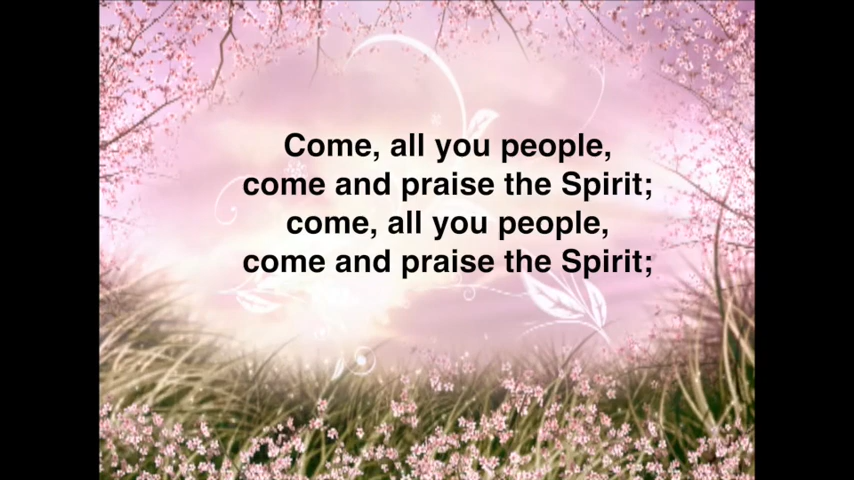 Come, all you people,
come and praise the Spirit;
come, all you people,
come and praise the Spirit;